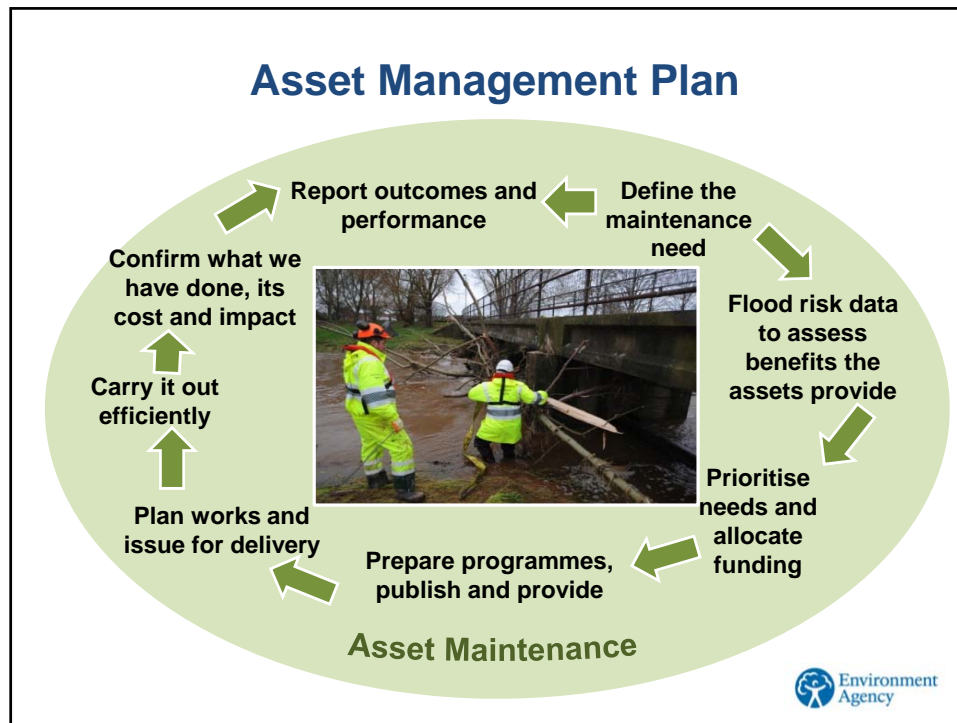 Asset Management Plan
Report outcomes and
performance
Define the
maintenance
need
Flood risk data
to assess
benefits the
assets provide
Prioritise
needs and
allocate
funding
Prepare programmes,
publish and provide
Plan works and
issue for delivery
Carry it out
efficiently
Confirm what we
have done, its
cost and impact
Asset Maintenance
Environment
Agency